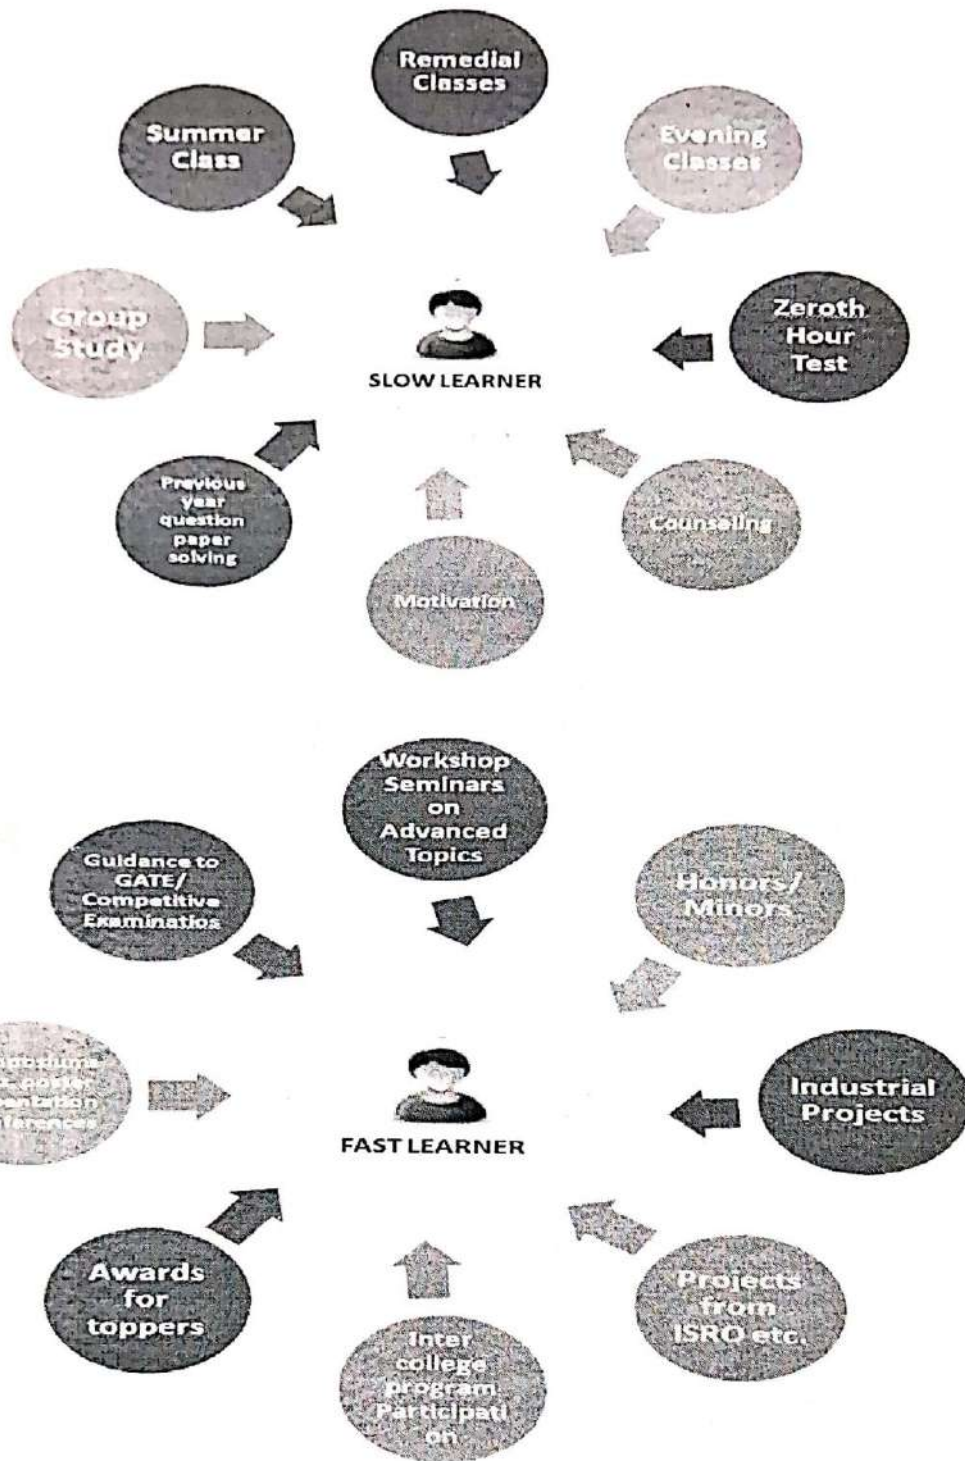 Remedial
Classes
Summer
Class
Evening
Classes
Group
Study
Zeroth
Hour
Test
SLOW LEARNER
Previous
year
question
paper
solving
Counseling
Motivation
Workshop
Seminars
on
Advanced
Topics
Guidance to
GATE/
Competitive
Examinatios
Honors/
Minors
Industrial
Projects
FAST LEARNER
Awards
for
toppers
Projects
from
ISRO etc.
Inter
college
program
Participati
on